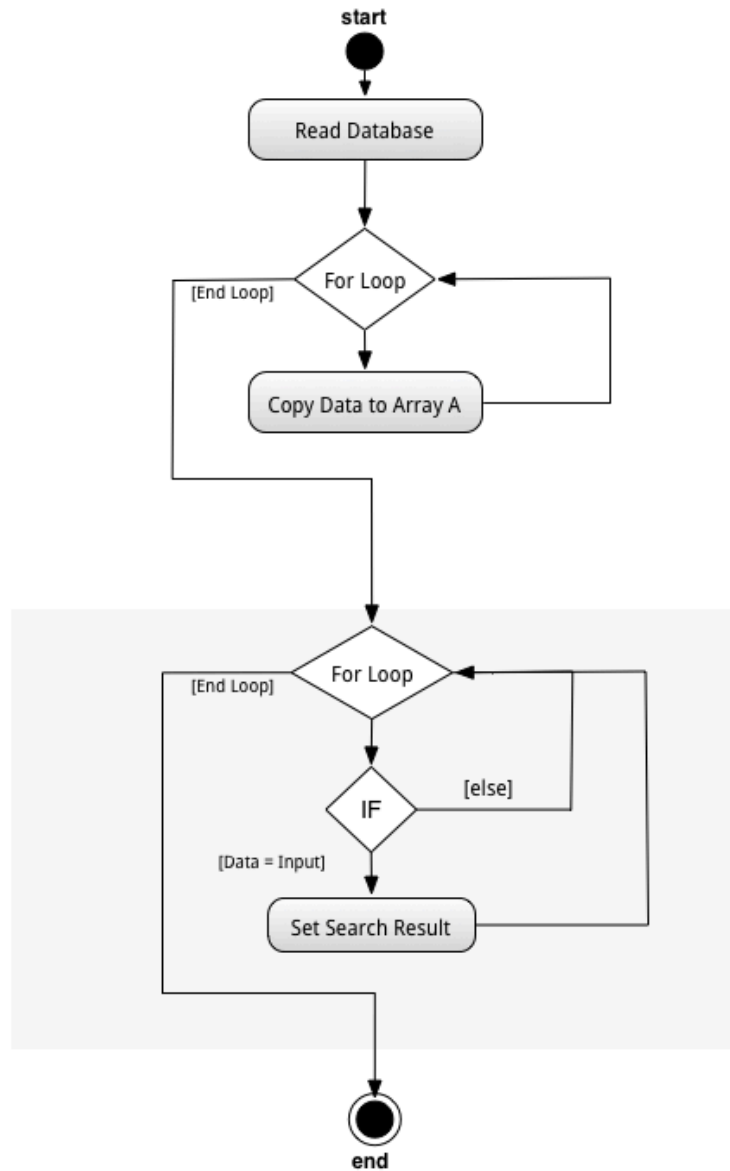 start
Read Database
For Loop
[End Loop]
Copy Data to Array A
For Loop
[End Loop]
[else]
IF
[Data = Input]
Set Search Result
end